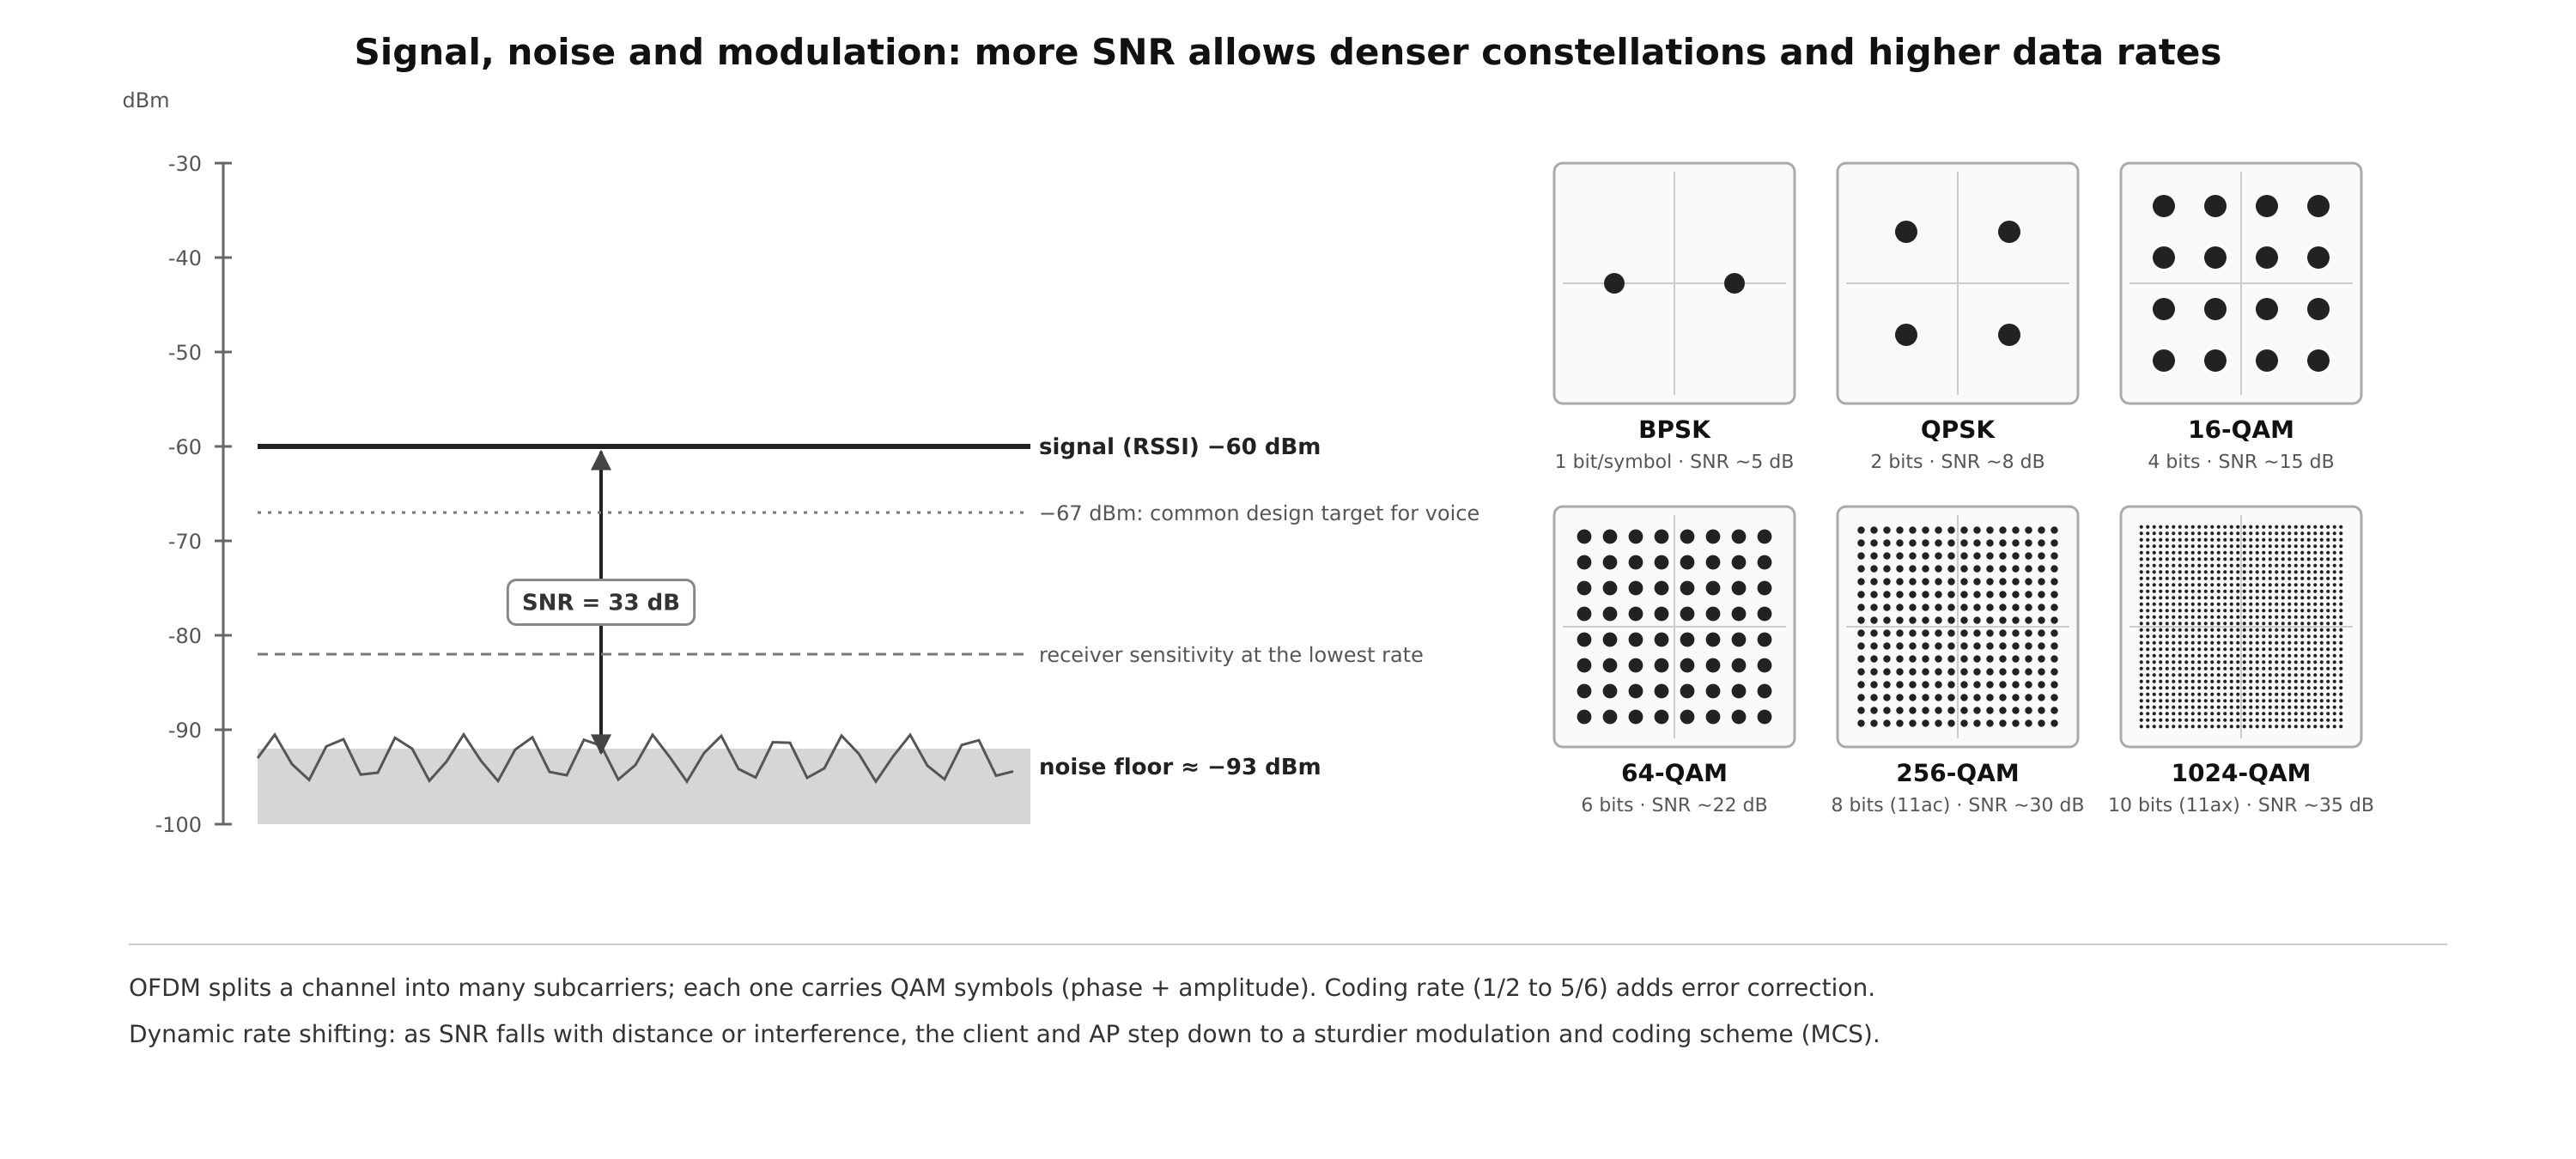 Signal, noise and modulation: more SNR allows denser constellations and higher data rates
dBm
-30
-40
-50
-60
-70
-80
-90
-100
signal (RSSI) −60 dBm
−67 dBm: common design target for voice
SNR = 33 dB
receiver sensitivity at the lowest rate
noise floor ≈ −93 dBm
BPSK
1 bit/symbol · SNR ~5 dB
QPSK
2 bits · SNR ~8 dB
16-QAM
4 bits · SNR ~15 dB
64-QAM
6 bits · SNR ~22 dB
256-QAM
8 bits (11ac) · SNR ~30 dB
1024-QAM
10 bits (11ax) · SNR ~35 dB
OFDM splits a channel into many subcarriers; each one carries QAM symbols (phase + amplitude). Coding rate (1/2 to 5/6) adds error correction.
Dynamic rate shifting: as SNR falls with distance or interference, the client and AP step down to a sturdier modulation and coding scheme (MCS).